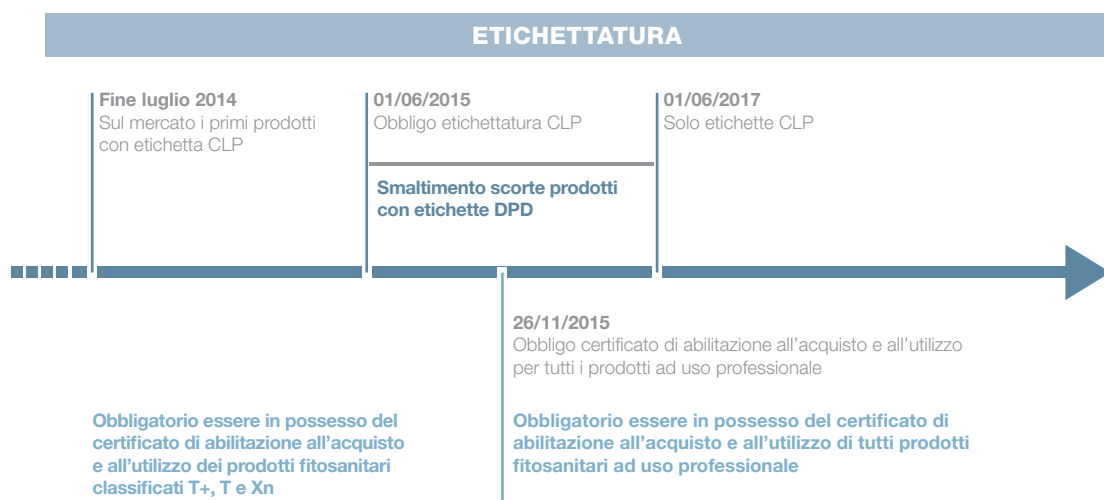 ETICHETTATURA
Fine luglio 2014
Sul mercato i primi prodotti
con etichetta CLP
01/06/2015
Obbligo etichettatura CLP
01/06/2017
Solo etichette CLP
Smaltimento scorte prodotti
con etichette DPD
26/11/2015
Obbligo certificato di abilitazione all’acquisto e all’utilizzo
per tutti i prodotti ad uso professionale
Obbligatorio essere in possesso del
certificato di abilitazione all’acquisto
e all’utilizzo dei prodotti fitosanitari
classificati T+, T e Xn
Obbligatorio essere in possesso del certificato di
abilitazione all’acquisto e all’utilizzo di tutti prodotti
fitosanitari ad uso professionale